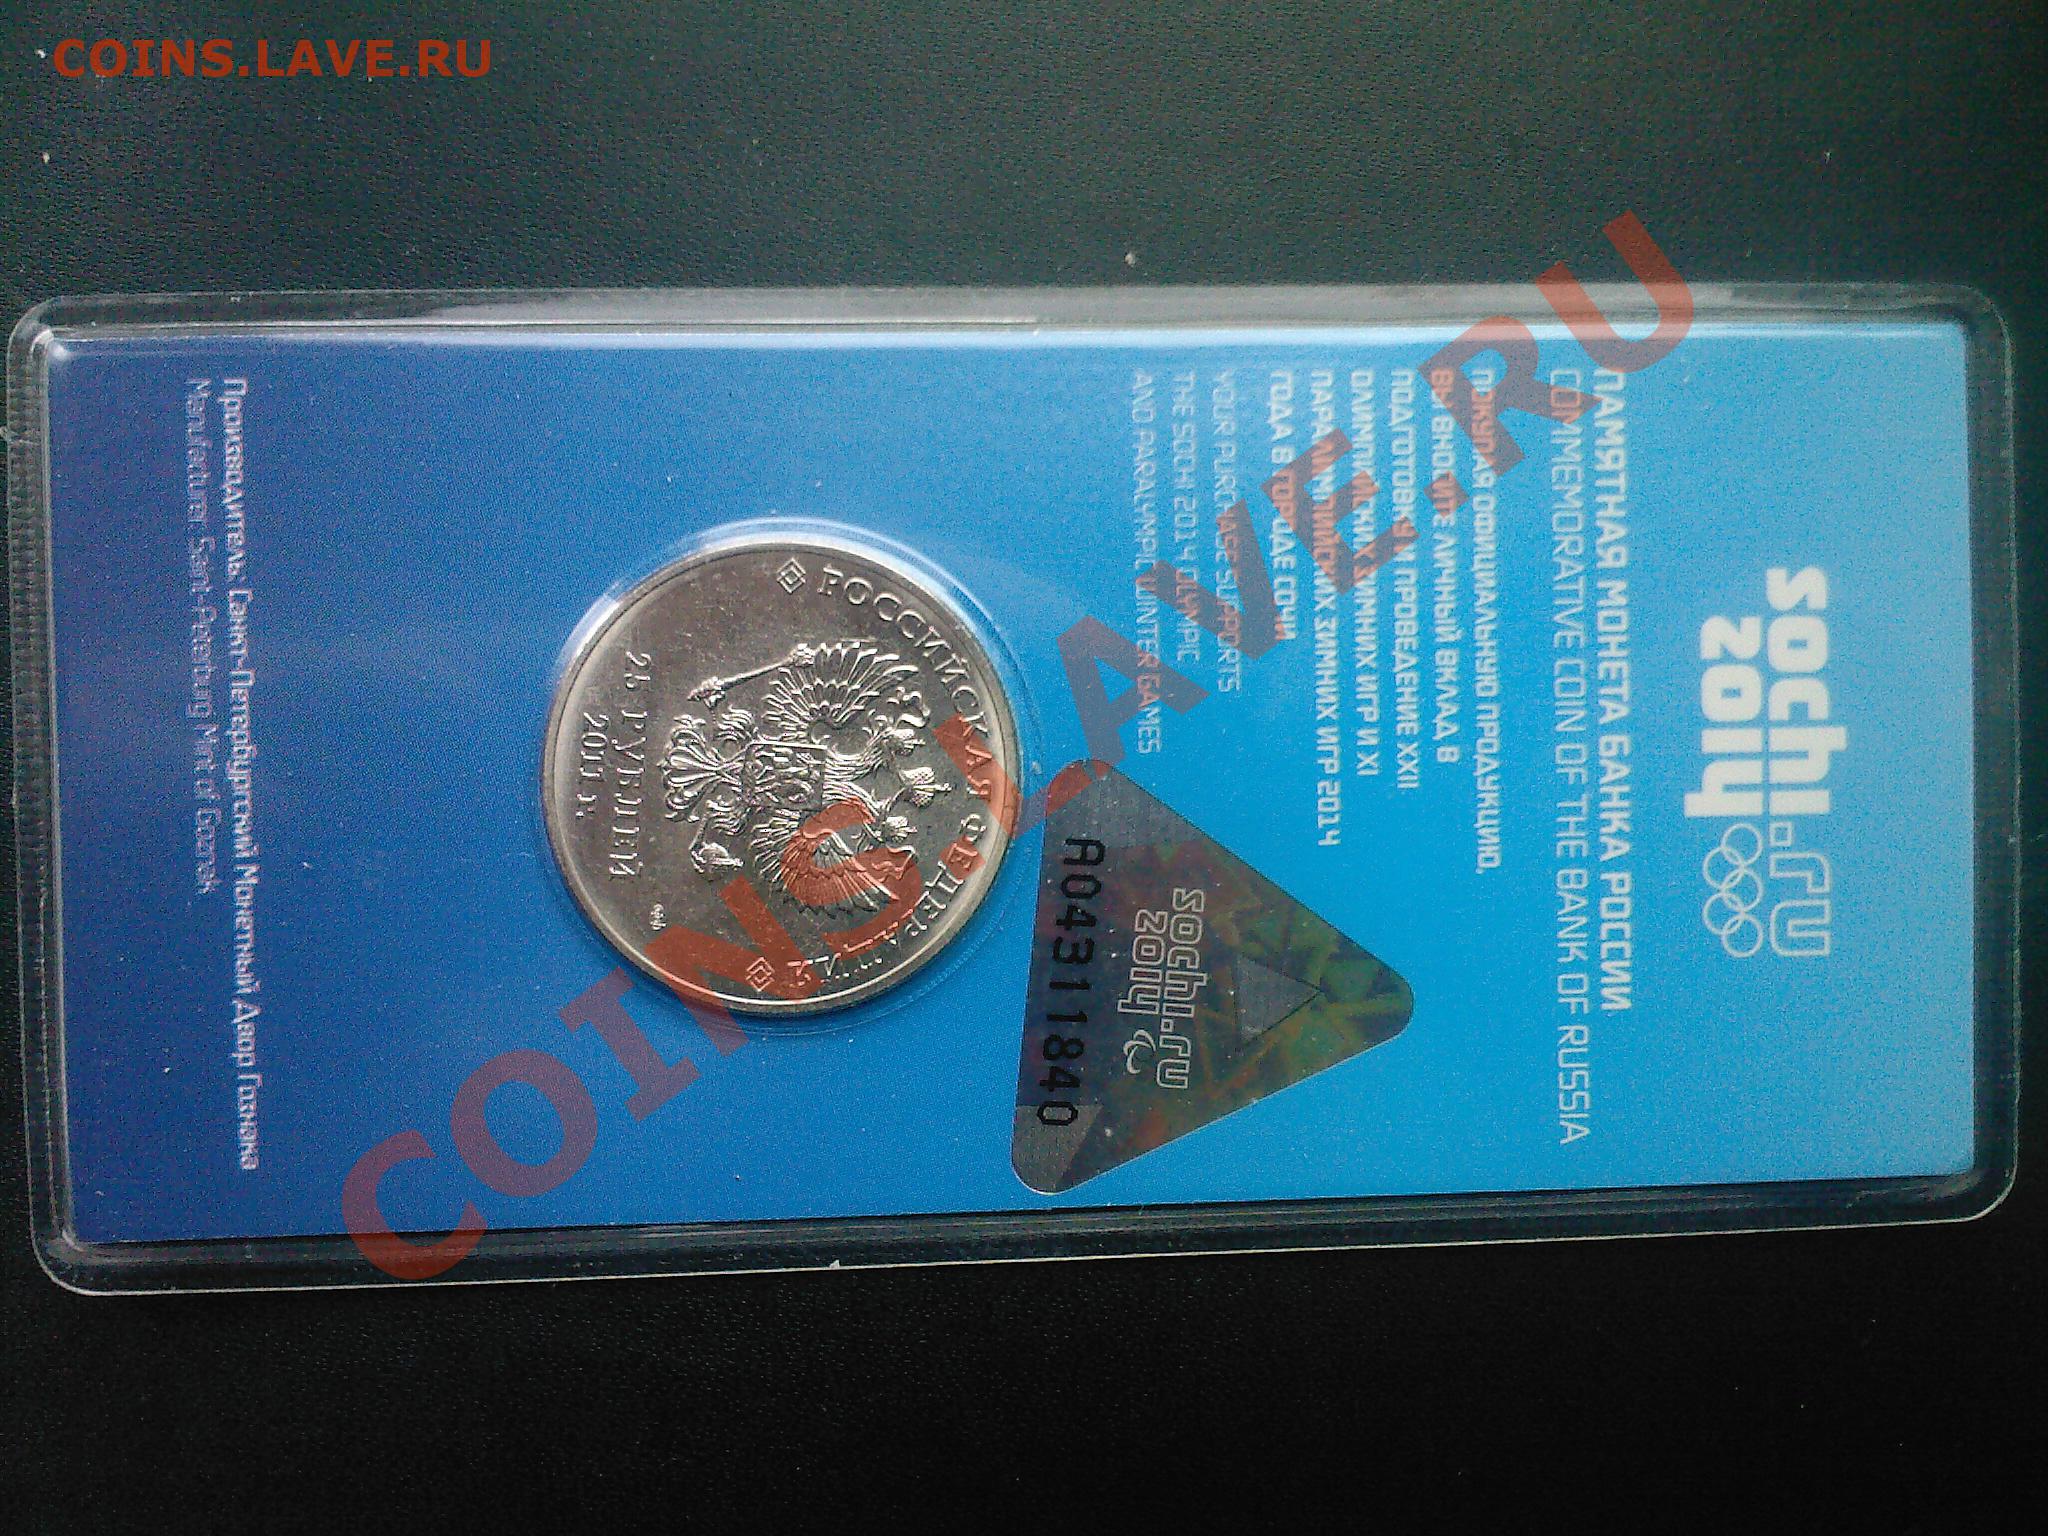 COINS.LAVE.RU
sochi.ru
2014
ПАМЯТНАЯ МОНЕТА БАНКА РОССИИ
COMMEMORATIVE COIN OF THE BANK OF RUSSIA
ПОКУПАЯ ОФИЦИАЛЬНУЮ ПРОДУКЦИЮ,
ВЫ ВНОСИТЕ ЛИЧНЫЙ ВКЛАД В
ПОДГОТОВКУ И ПРОВЕДЕНИЕ XXII
ОЛИМПИЙСКИХ ЗИМНИХ ИГР И XI
ПАРАЛИМПИЙСКИХ ЗИМНИХ ИГР 2014
ГОДА В ГОРОДЕ СОЧИ
YOUR PURCHASE SUPPORTS
THE SOCHI 2014 OLYMPIC
AND PARALYMPIC WINTER GAMES
sochi.ru
2014
A04311840
РОССИЙСКАЯ ФЕДЕРАЦИЯ
25 РУБЛЕЙ
2011 г.
Производитель: Санкт-Петербургский Монетный Двор Гознака
Manufacturer: Saint-Petersburg Mint of Goznak
COINS.LAVE.RU